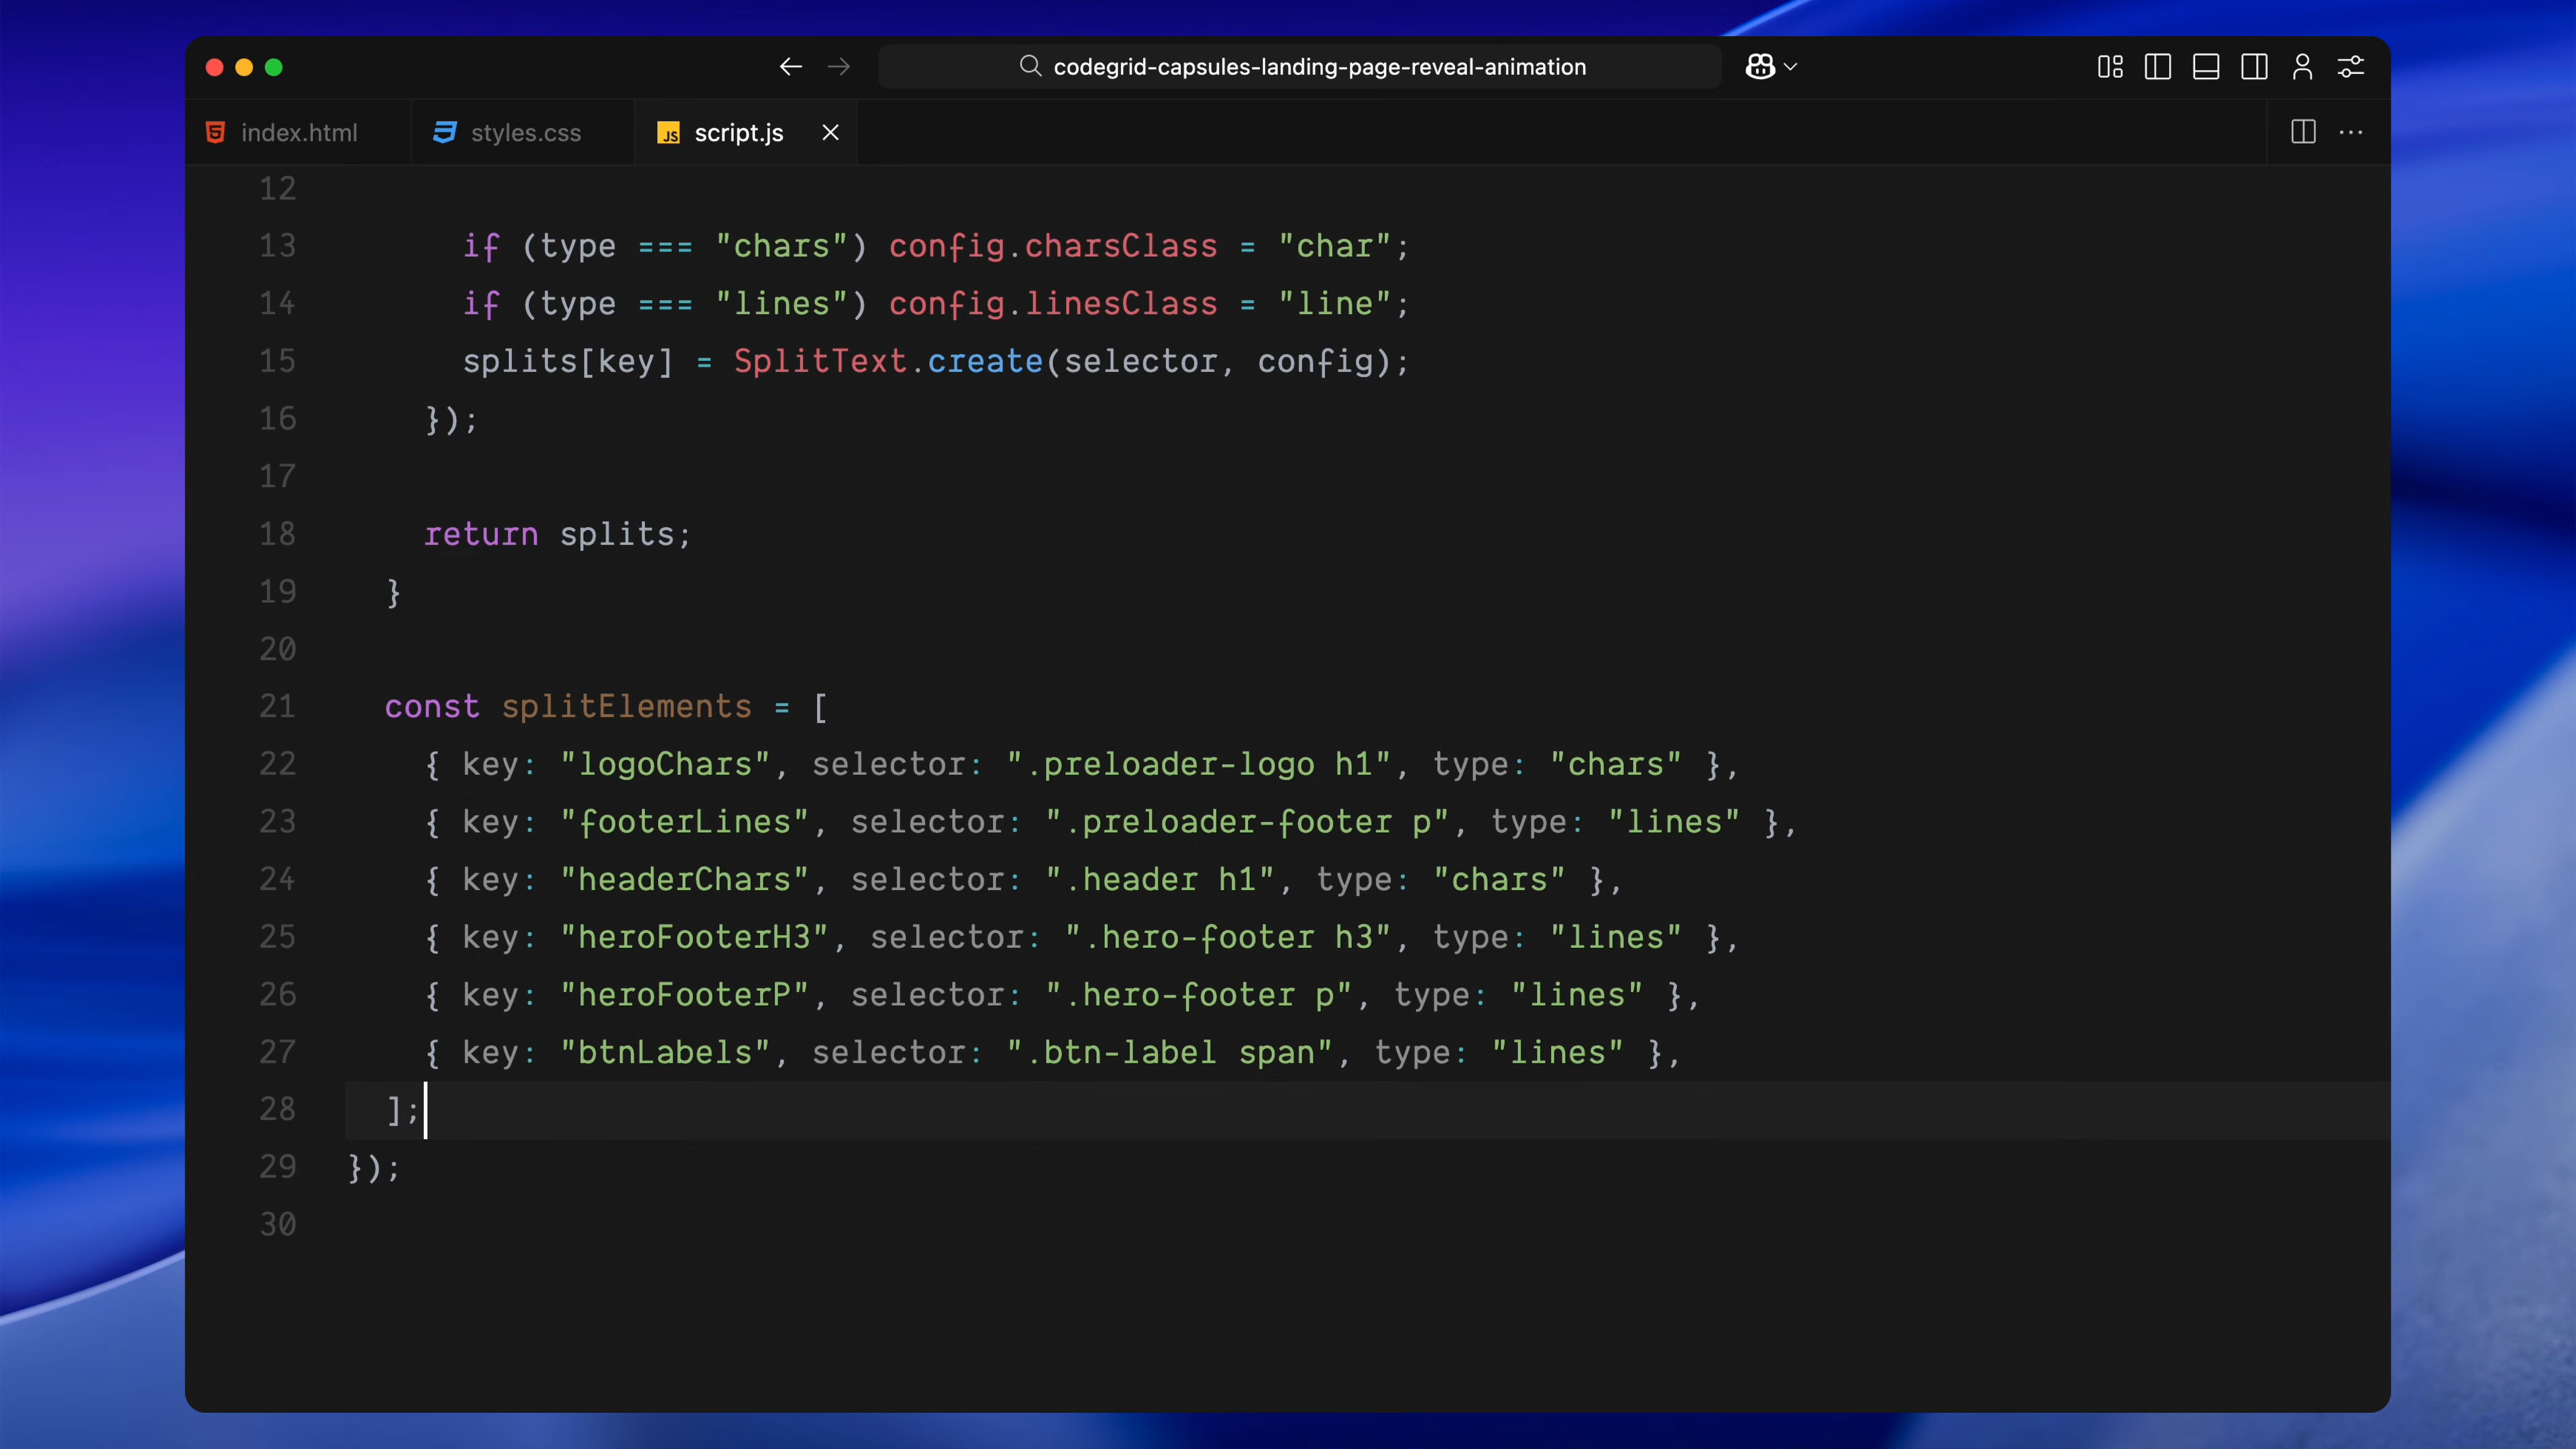 codegrid-capsules-landing-page-reveal-animation
index.html
styles.css
JS script.js
12
13 if (type === "chars") config.charsClass = "char";
14 if (type === "lines") config.linesClass = "line";
15 splits[key] = SplitText.create(selector, config);
16 });
17
18 return splits;
19 }
20
21 const splitElements = [
22 { key: "logoChars", selector: ".preloader-logo h1", type: "chars" },
23 { key: "footerLines", selector: ".preloader-footer p", type: "lines" },
24 { key: "headerChars", selector: ".header h1", type: "chars" },
25 { key: "heroFooterH3", selector: ".hero-footer h3", type: "lines" },
26 { key: "heroFooterP", selector: ".hero-footer p", type: "lines" },
27 { key: "btnLabels", selector: ".btn-label span", type: "lines" },
28 ];
29 });
30